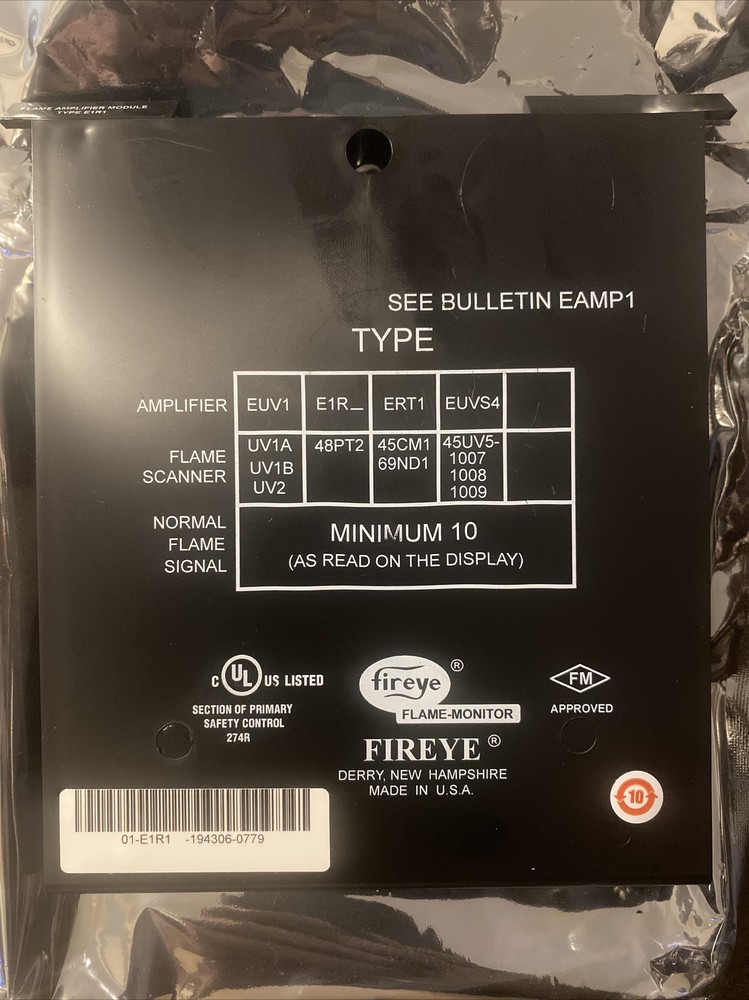 FLAME AMPLIFIER MODULE
TYPE E1R1
SEE BULLETIN EAMP1
TYPE
AMPLIFIER EUV1 E1R_ ERT1 EUVS4
FLAME SCANNER UV1A UV1B UV2 48PT2 45CM1 69ND1 45UV5- 1007 1008 1009
NORMAL FLAME SIGNAL MINIMUM 10 (AS READ ON THE DISPLAY)
C UL US LISTED
SECTION OF PRIMARY
SAFETY CONTROL
274R
fireye ®
FLAME-MONITOR
FIREYE ®
DERRY, NEW HAMPSHIRE
MADE IN U.S.A.
FM
APPROVED
10
01-E1R1 -194306-0779